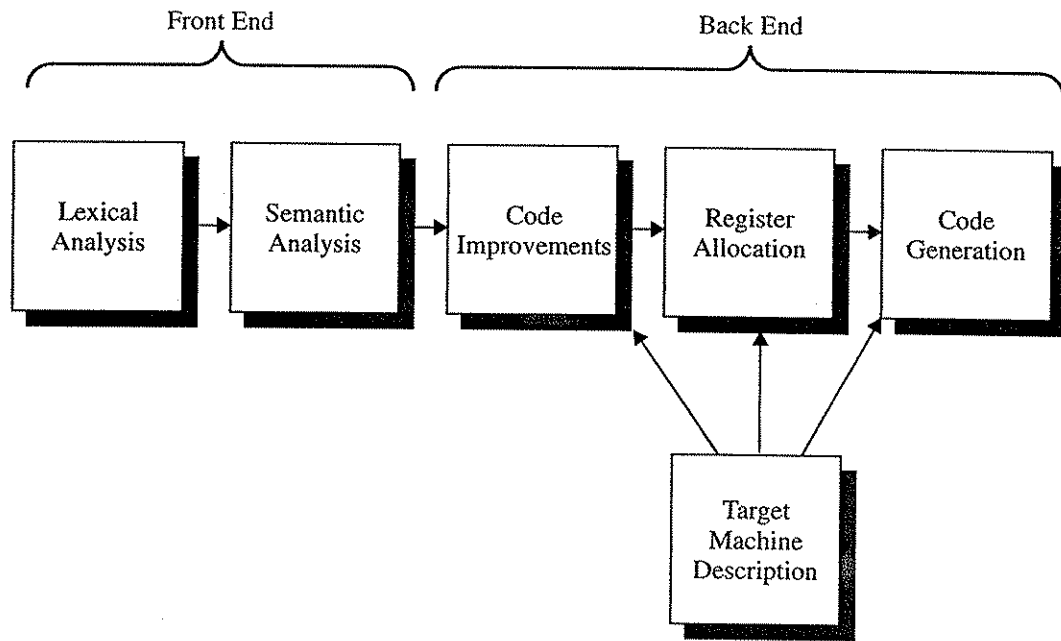 Front End
Back End
Lexical
Analysis
Semantic
Analysis
Code
Improvements
Register
Allocation
Code
Generation
Target
Machine
Description